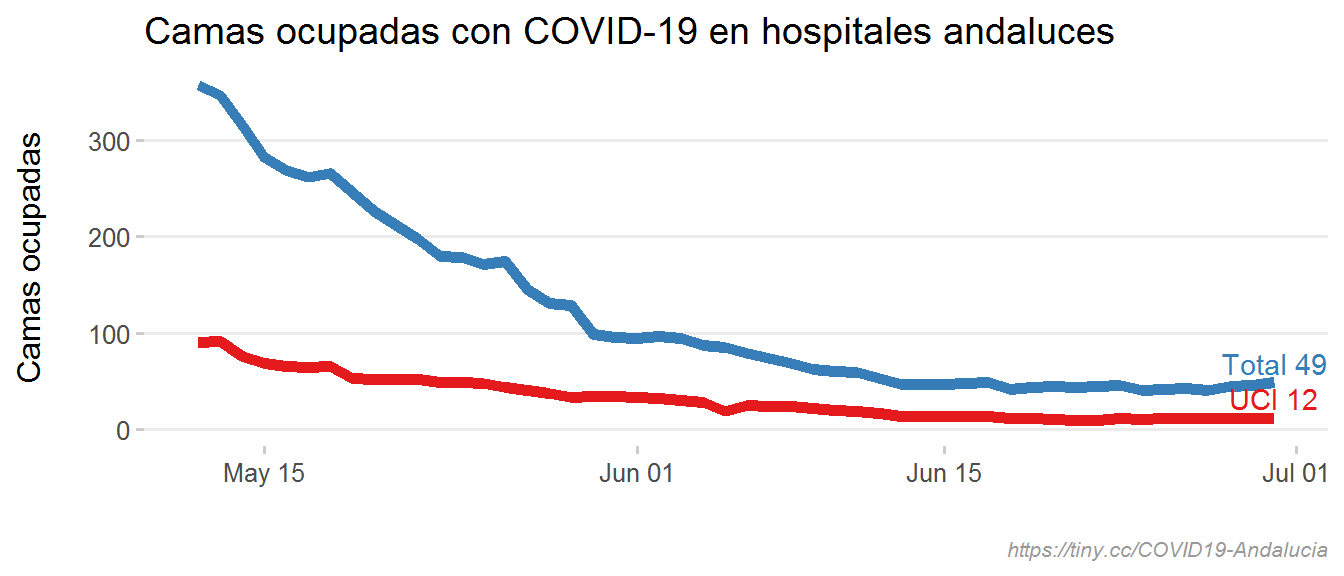 Camas ocupadas con COVID-19 en hospitales andaluces
Camas ocupadas
300
200
100
0
Total 49
UCI 12
May 15
Jun 01
Jun 15
Jul 01
https://tiny.cc/COVID19-Andalucia